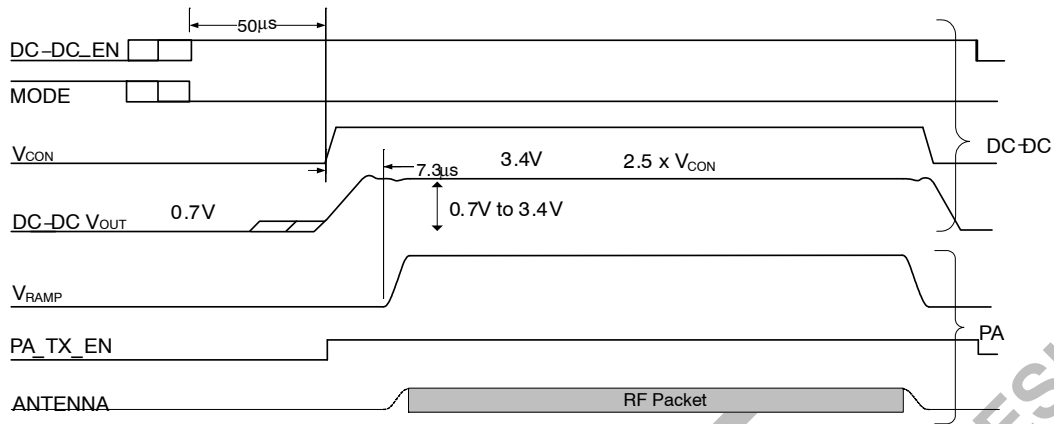 50µs
DC-DC_EN
MODE
VCON
7.3µs
3.4V
2.5 x VCON
DC-DC
0.7V
0.7V to 3.4V
DC-DC VOUT
VRAMP
PA_TX_EN
PA
ANTENNA
RF Packet